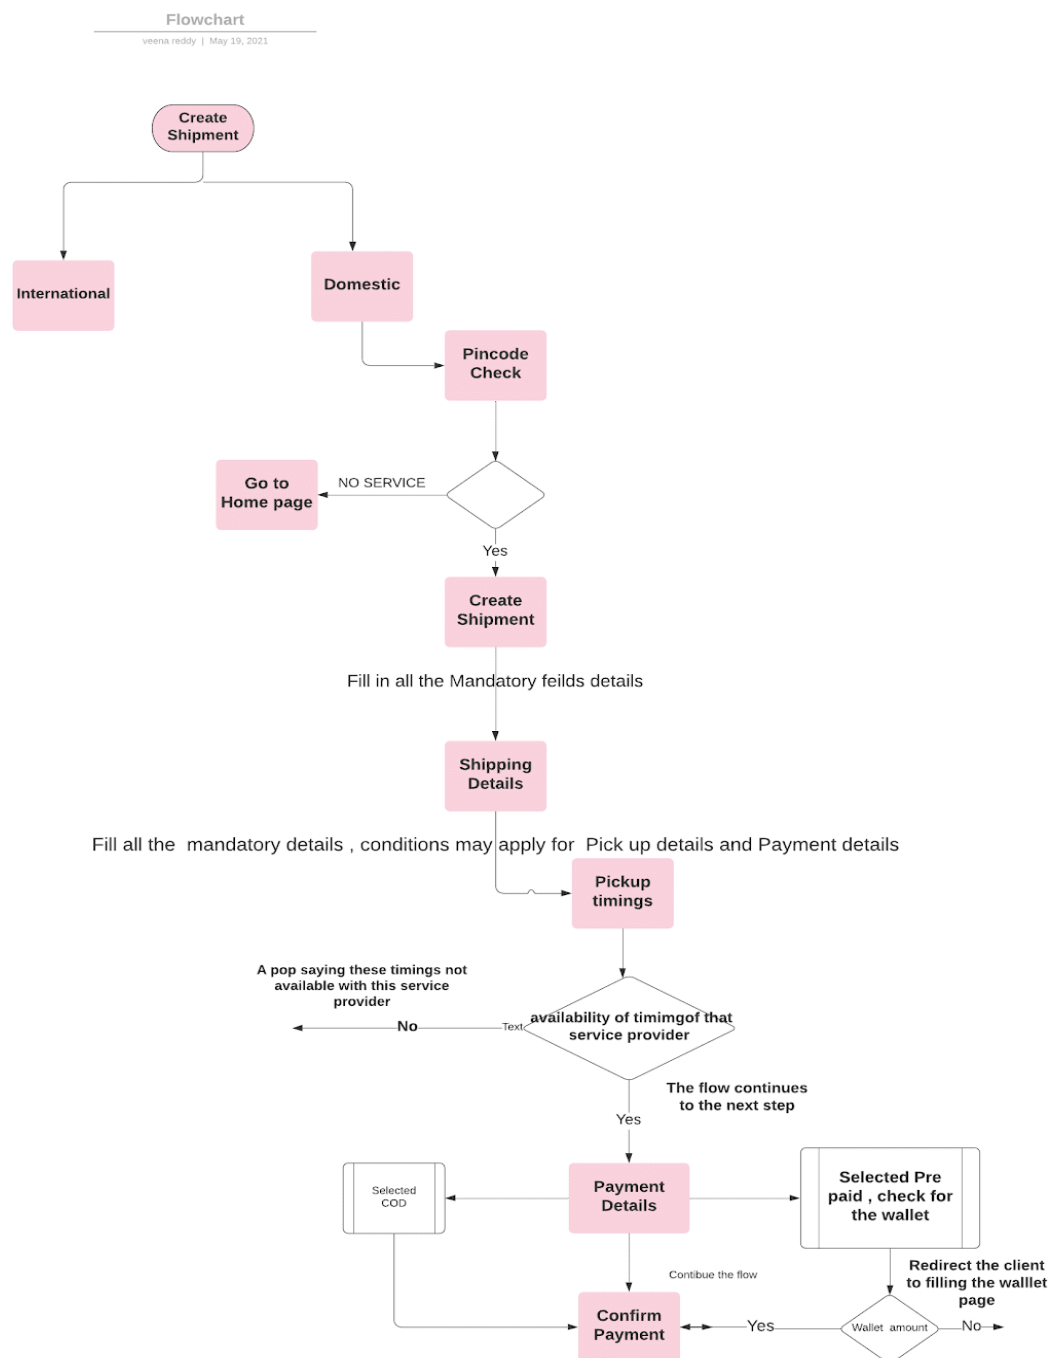 Flowchart
veena reddy | May 19, 2021
Create
Shipment
International
Domestic
Pincode
Check
Go to
Home page
NO SERVICE
Yes
Create
Shipment
Fill in all the Mandatory feilds details
Shipping
Details
Fill all the  mandatory details , conditions may apply for  Pick up details and Payment details
Pickup
timings
A pop saying these timings not
available with this service
provider
No
Text
availability of timimgof that
service provider
The flow continues
to the next step
Yes
Selected
COD
Payment
Details
Selected Pre
paid , check for
the wallet
Contibue the flow
Redirect the client
to filling the walllet
page
Confirm
Payment
Yes
Wallet  amount
No